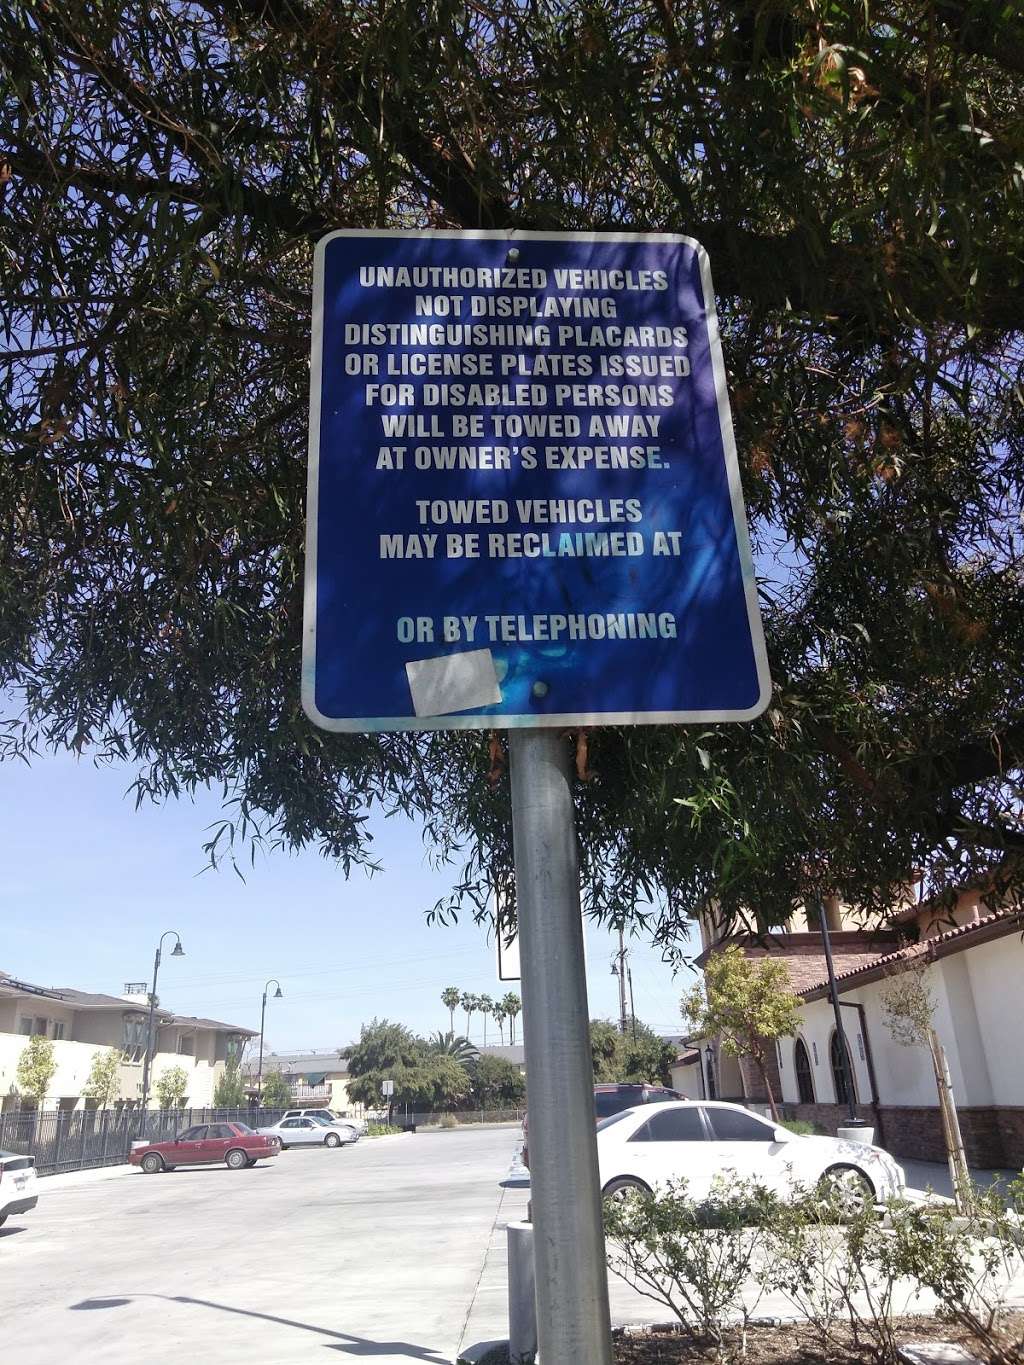 UNAUTHORIZED VEHICLES
NOT DISPLAYING
DISTINGUISHING PLACARDS
OR LICENSE PLATES ISSUED
FOR DISABLED PERSONS
WILL BE TOWED AWAY
AT OWNER'S EXPENSE.
TOWED VEHICLES
MAY BE RECLAIMED AT
OR BY TELEPHONING